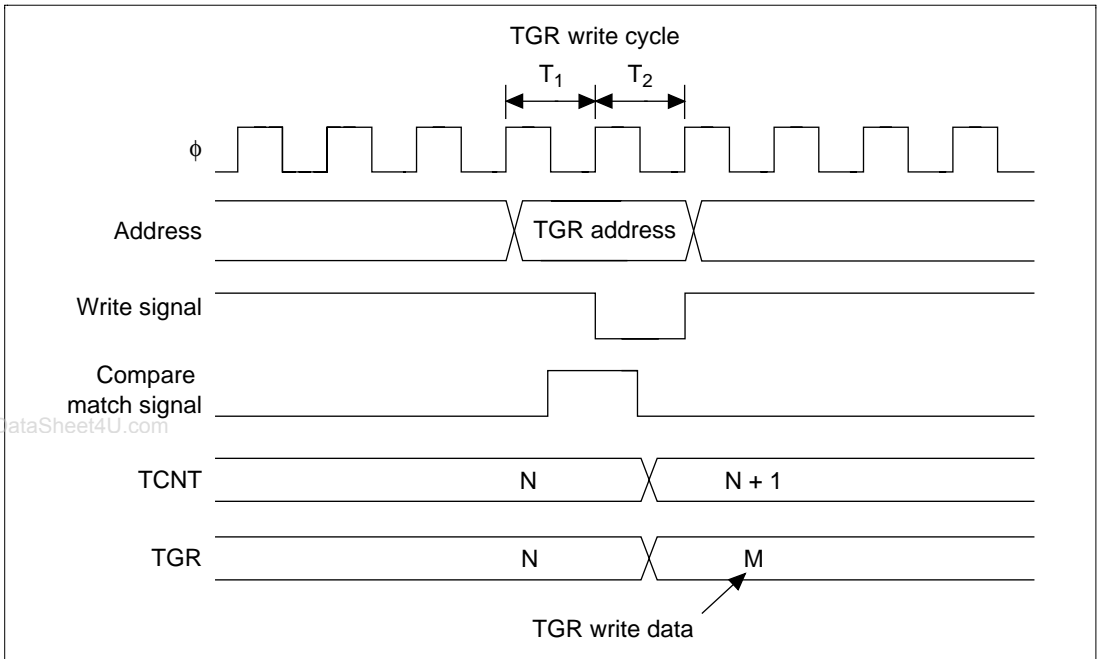 TGR write cycle
T₁ T₂
ϕ
Address TGR address
Write signal
Compare
match signal
DataSheet4U.com
TCNT N N + 1
TGR N M
TGR write data